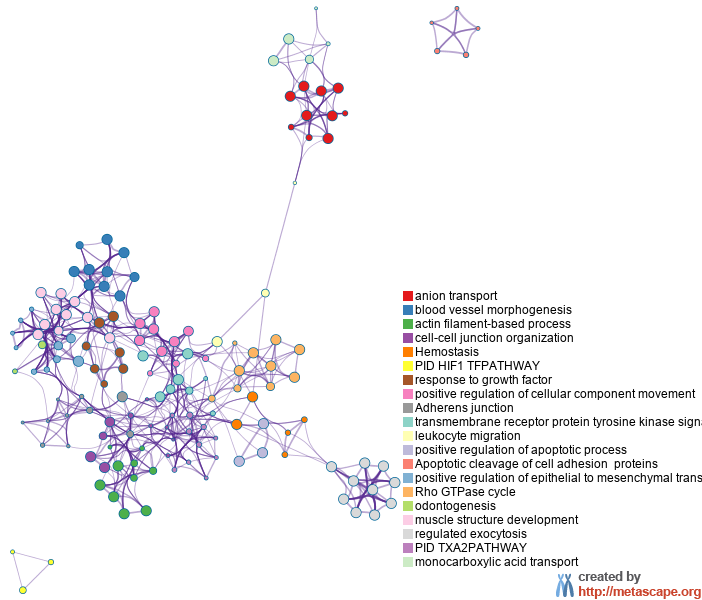 anion transport
blood vessel morphogenesis
actin filament-based process
cell-cell junction organization
Hemostasis
PID HIF1 TFPATHWAY
response to growth factor
positive regulation of cellular component movement
Adherens junction
transmembrane receptor protein tyrosine kinase
leukocyte migration
positive regulation of apoptotic process
Apoptotic cleavage of cell adhesion proteins
positive regulation of epithelial to mesenchymal
Rho GTPase cycle
odontogenesis
muscle structure development
regulated exocytosis
PID TXA2PATHWAY
monocarboxylic acid transport
created by
http://metascape.org